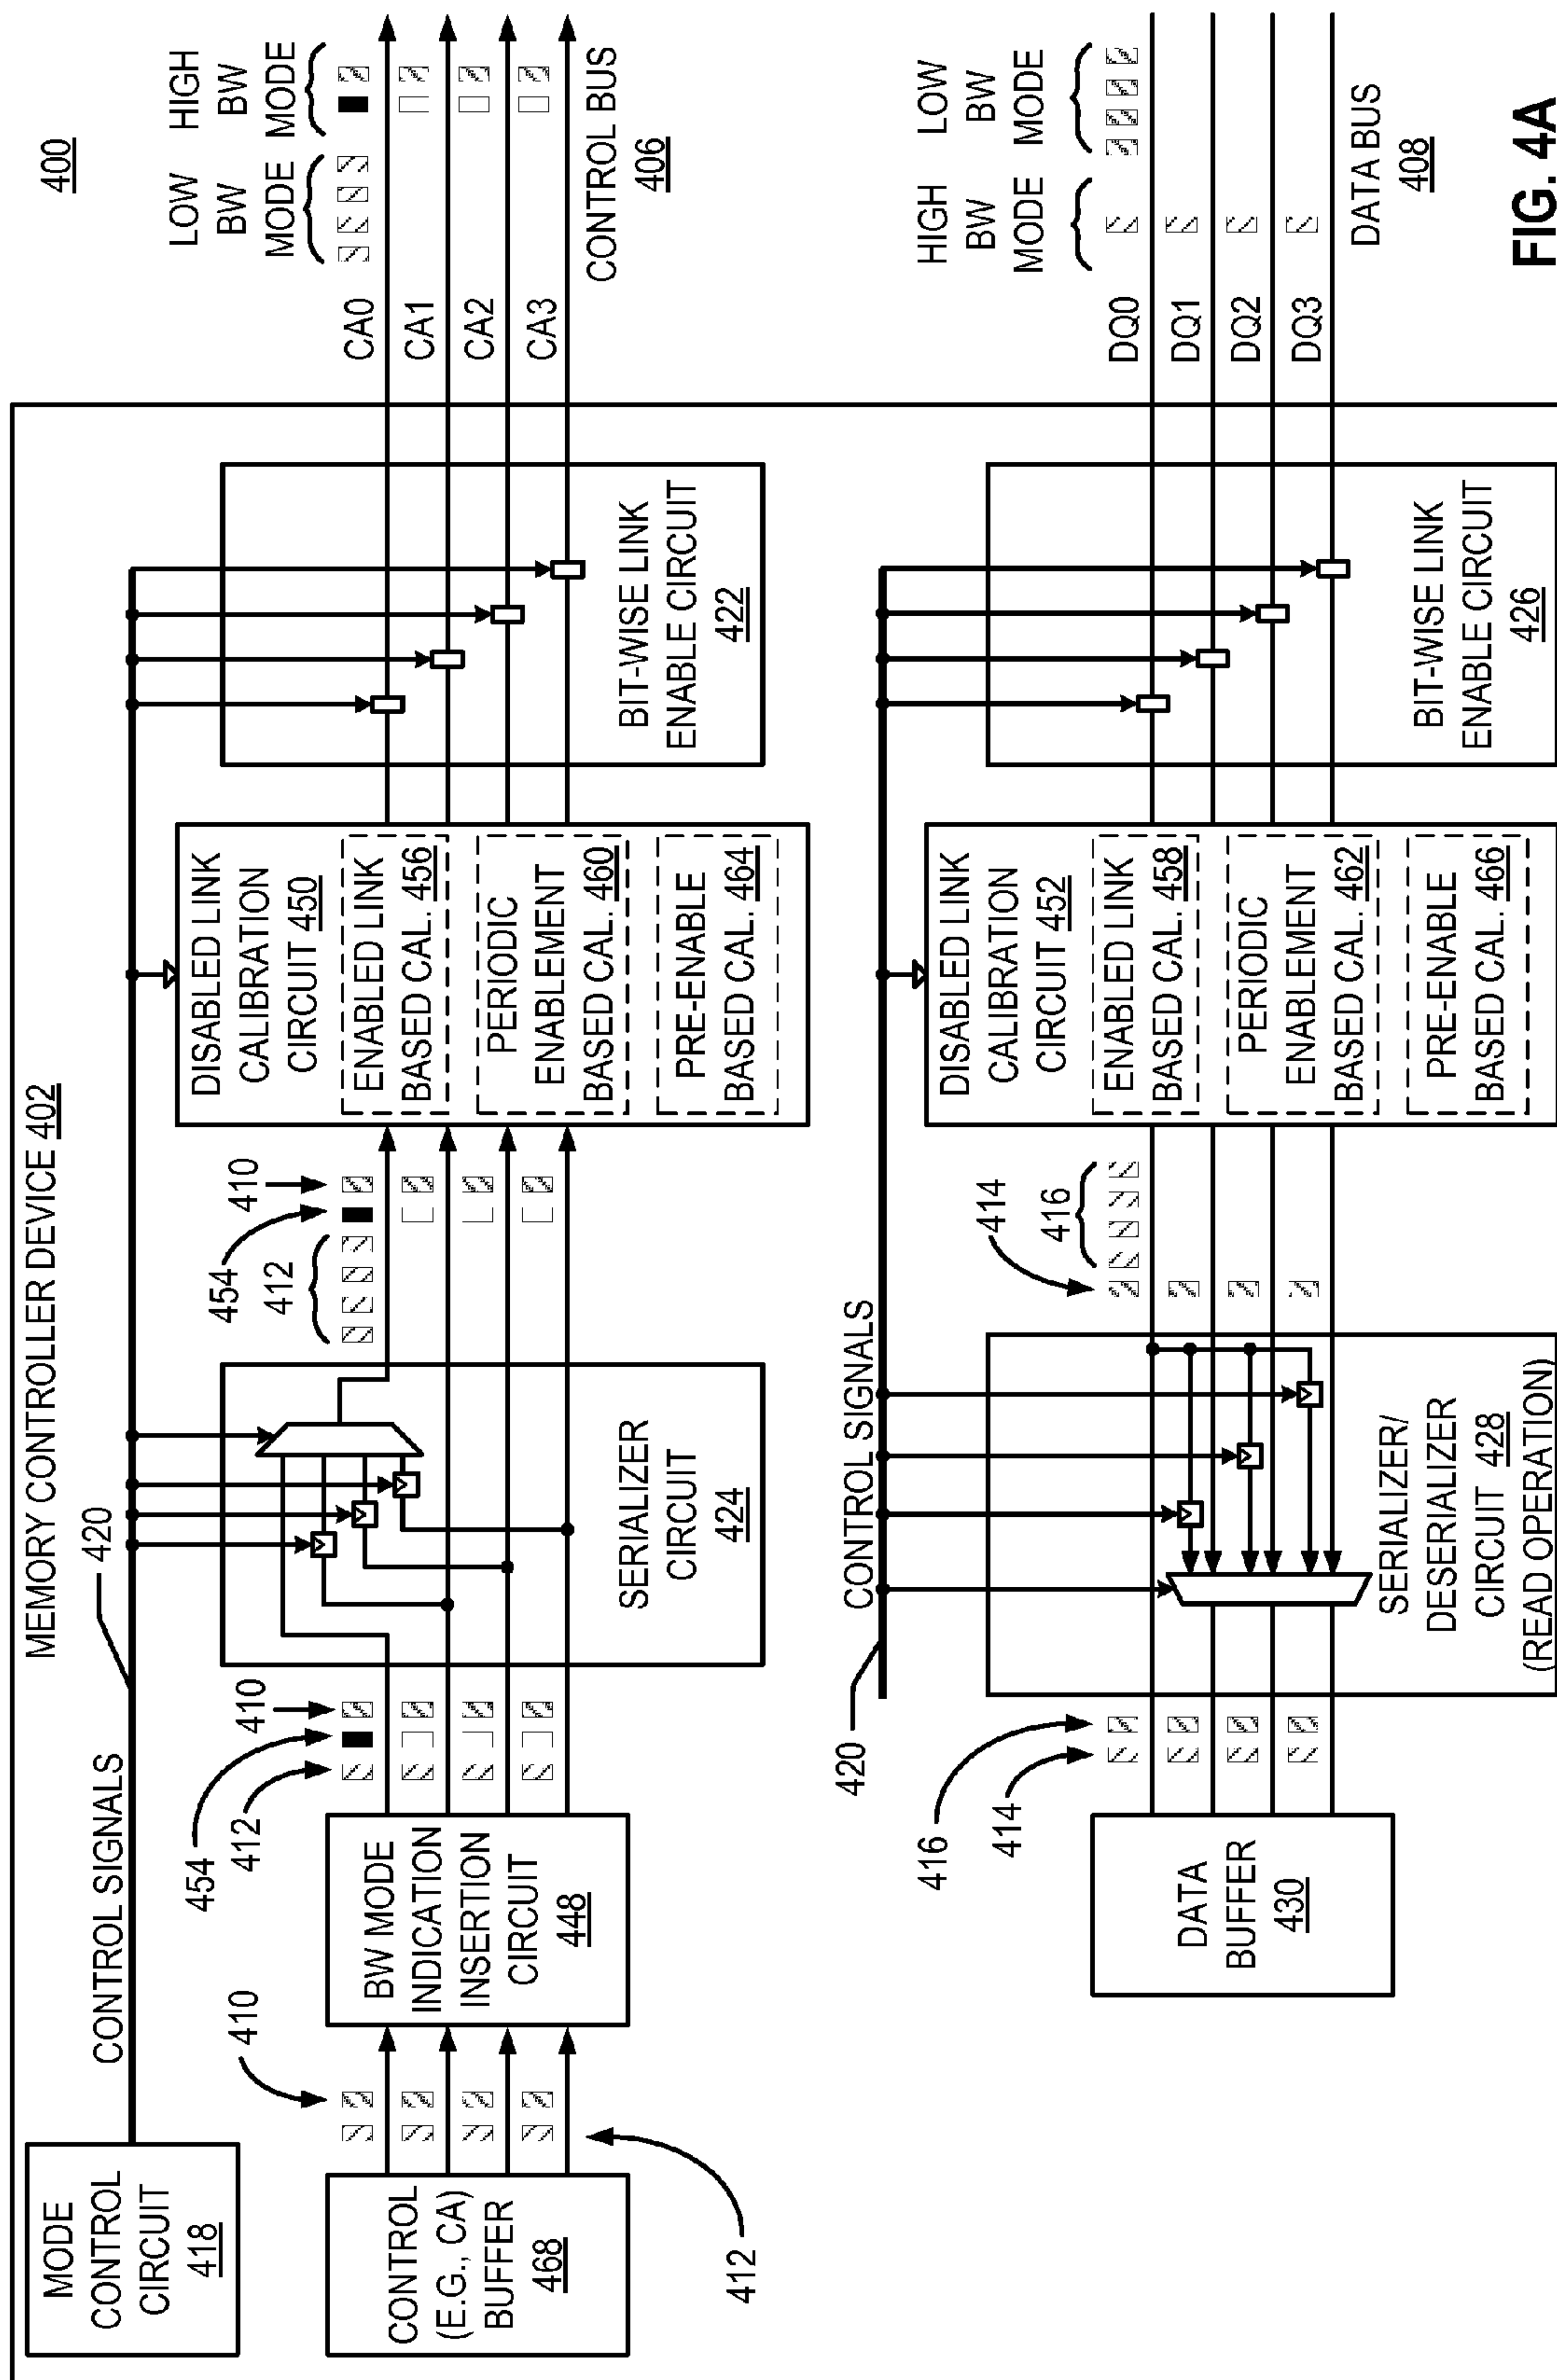 400
MEMORY CONTROLLER DEVICE 402
MODE
CONTROL
CIRCUIT
418
CONTROL SIGNALS
420
CONTROL
(E.G., CA)
BUFFER
468
410
412
BW MODE
INDICATION
INSERTION
CIRCUIT
448
412
454
410
SERIALIZER
CIRCUIT
424
412
454
410
DISABLED LINK
CALIBRATION
CIRCUIT 450
ENABLED LINK
BASED CAL. 456
PERIODIC
ENABLEMENT
BASED CAL. 460
PRE-ENABLE
BASED CAL. 464
BIT-WISE LINK
ENABLE CIRCUIT
422
CA0
CA1
CA2
CA3
LOW
BW
MODE
HIGH
BW
MODE
CONTROL BUS
406
DATA
BUFFER
430
416
414
420
CONTROL SIGNALS
SERIALIZER/
DESERIALIZER
CIRCUIT 428
(READ OPERATION)
414
416
DISABLED LINK
CALIBRATION
CIRCUIT 452
ENABLED LINK
BASED CAL. 458
PERIODIC
ENABLEMENT
BASED CAL. 462
PRE-ENABLE
BASED CAL. 466
BIT-WISE LINK
ENABLE CIRCUIT
426
DQ0
DQ1
DQ2
DQ3
HIGH
BW
MODE
LOW
BW
MODE
DATA BUS
408
FIG. 4A